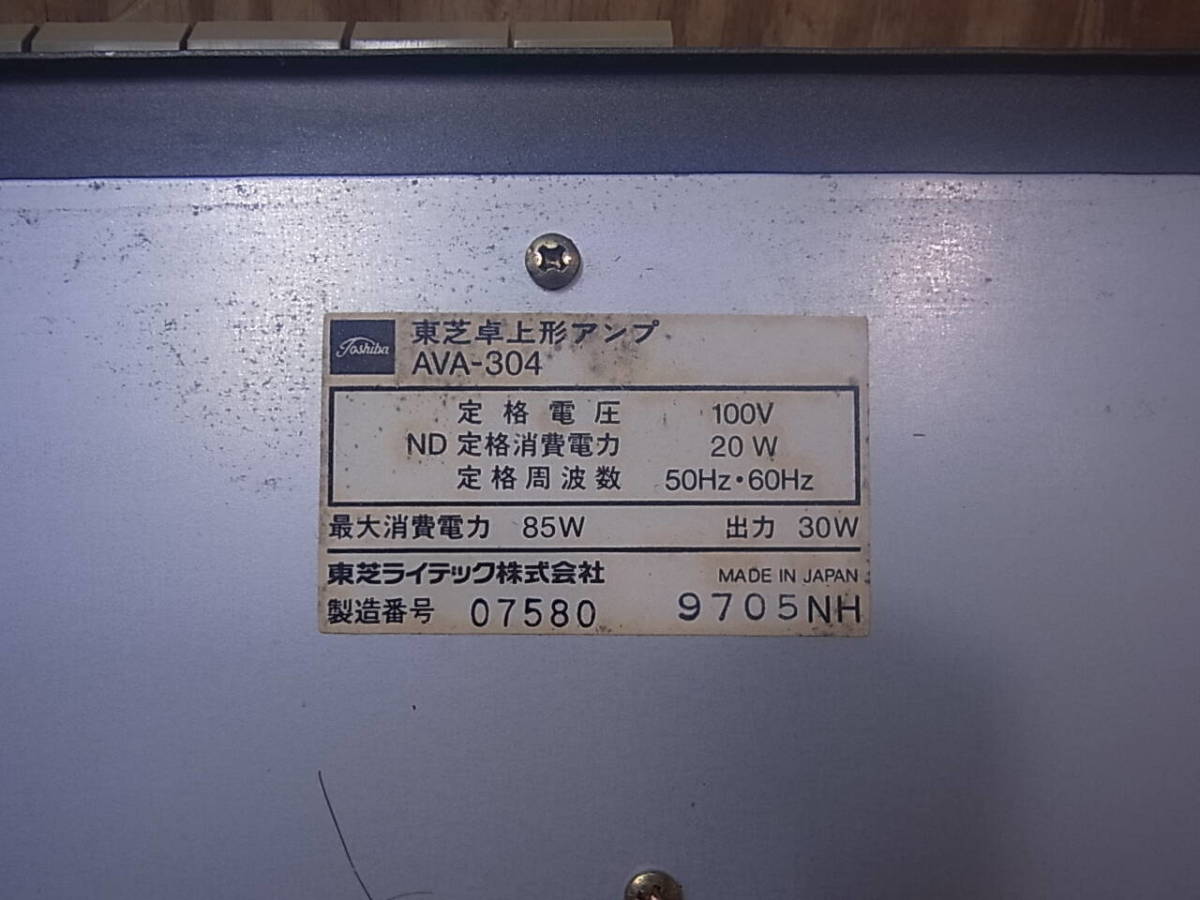 Toshiba
東芝卓上形アンプ
AVA-304
定格電圧 100V
ND 定格消費電力 20W
定格周波数 50Hz・60Hz
最大消費電力 85W 出力 30W
東芝ライテック株式会社 MADE IN JAPAN
製造番号 07580 9705NH